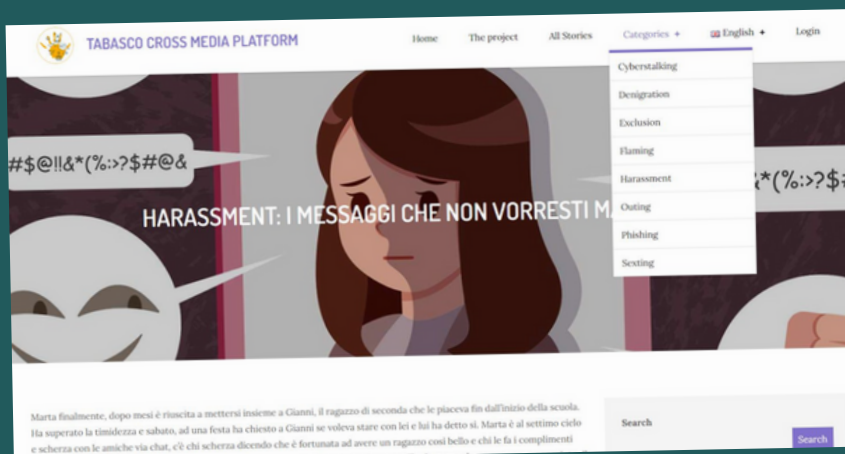 TABASCO CROSS MEDIA PLATFORM
Home The project All Stories Categories + English + Login
Cyberstalking
Denigration
Exclusion
Flaming
Harassment
Outing
Phishing
Sexting
#$@!!&*(%:>?$#@&
*(%:>?$
HARASSMENT: I MESSAGGI CHE NON VORRESTI
Marta finalmente, dopo mesi è riuscita a mettersi insieme a Gianni, il ragazzo di seconda che le piaceva fin dall'inizio della scuola.
Ha superato la timidezza e sabato, ad una festa ha chiesto a Gianni se voleva stare con lei e lui ha detto si. Marta é al settimo cielo
e scherza con le amiche via chat, c'è chi scherza dicendo che è fortunata ad avere un ragazzo così bello e chi le fa i complimenti
Search
Search